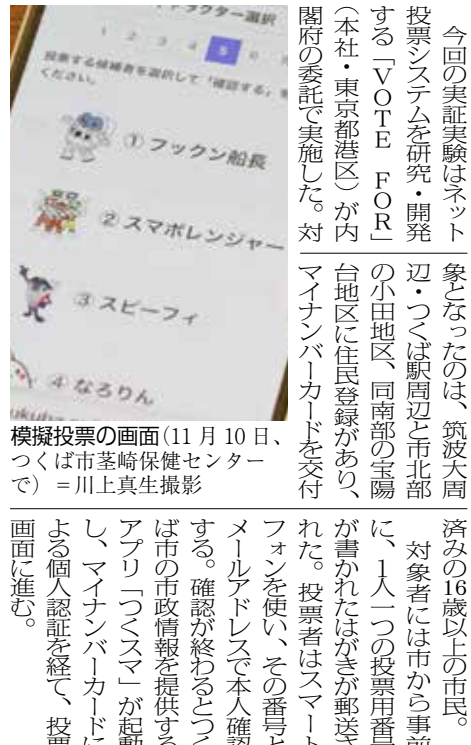 今回の実証実験はネット
投票システムを研究・開発
する「VOTE FOR」
(本社・東京都港区)が内
閣府の委託で実施した。対
象となったのは、筑波大周
辺・つくば駅周辺と市北部
の小田地区、同南部の宝陽
台地区に住民登録があり、
マイナンバーカードを交付
済みの16歳以上の市民。
対象者には市から事前
に、1人一つの投票用番号
が書かれたはがきが郵送さ
れた。投票者はスマート
フォンを使い、その番号と
メールアドレスで本人確認
する。確認が終わるとつく
ば市の市政情報を提供する
アプリ「つくスマ」が起動
し、マイナンバーカードに
よる個人認証を経て、投票
画面に進む。
ラクター選択
1 2 3 4 5 6
投票する候補者を選択して「確認する」を
ください。
① フックン船長
② スマポレンジャー
③ スピーフィ
④ なろりん
模擬投票の画面(11月10日、
つくば市茎崎保健センター
で)=川上真生撮影